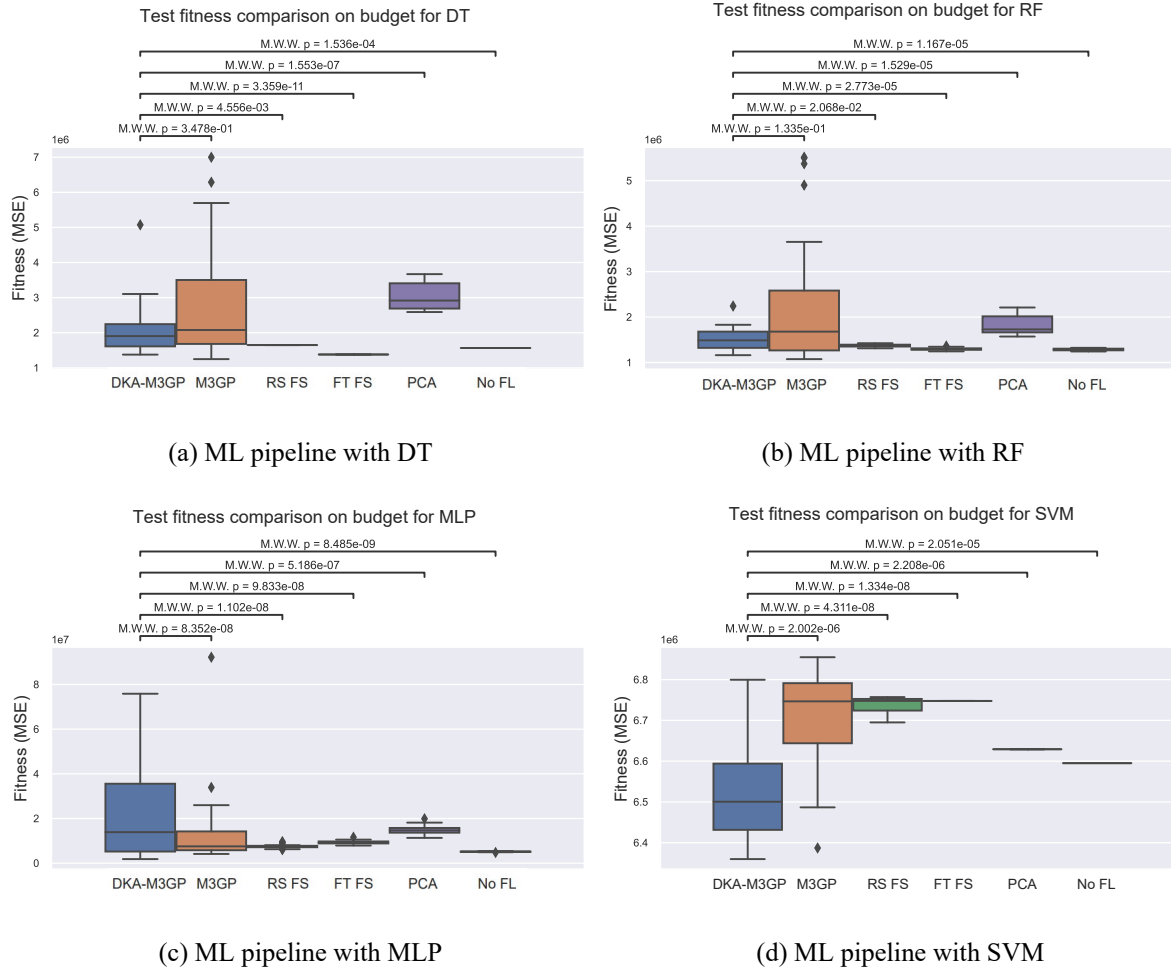 Test fitness comparison on budget for DT
M.W.W. p = 1.536e-04
M.W.W. p = 1.553e-07
M.W.W. p = 3.359e-11
M.W.W. p = 4.556e-03
M.W.W. p = 3.478e-01
1e6
7
6
5
4
3
2
1
Fitness (MSE)
DKA-M3GP M3GP RS FS FT FS PCA No FL
(a) ML pipeline with DT
Test fitness comparison on budget for RF
M.W.W. p = 1.167e-05
M.W.W. p = 1.529e-05
M.W.W. p = 2.773e-05
M.W.W. p = 2.068e-02
M.W.W. p = 1.335e-01
1e6
5
4
3
2
1
Fitness (MSE)
DKA-M3GP M3GP RS FS FT FS PCA No FL
(b) ML pipeline with RF
Test fitness comparison on budget for MLP
M.W.W. p = 8.485e-09
M.W.W. p = 5.186e-07
M.W.W. p = 9.833e-08
M.W.W. p = 1.102e-08
M.W.W. p = 8.352e-08
1e7
8
6
4
2
0
Fitness (MSE)
DKA-M3GP M3GP RS FS FT FS PCA No FL
(c) ML pipeline with MLP
Test fitness comparison on budget for SVM
M.W.W. p = 2.051e-05
M.W.W. p = 2.208e-06
M.W.W. p = 1.334e-08
M.W.W. p = 4.311e-08
M.W.W. p = 2.002e-06
1e6
6.8
6.7
6.6
6.5
6.4
Fitness (MSE)
DKA-M3GP M3GP RS FS FT FS PCA No FL
(d) ML pipeline with SVM